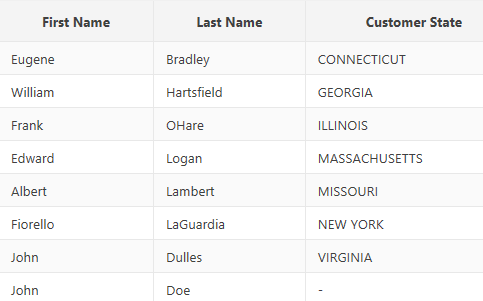 First Name Last Name Customer State
Eugene Bradley CONNECTICUT
William Hartsfield GEORGIA
Frank OHare ILLINOIS
Edward Logan MASSACHUSETTS
Albert Lambert MISSOURI
Fiorello LaGuardia NEW YORK
John Dulles VIRGINIA
John Doe -